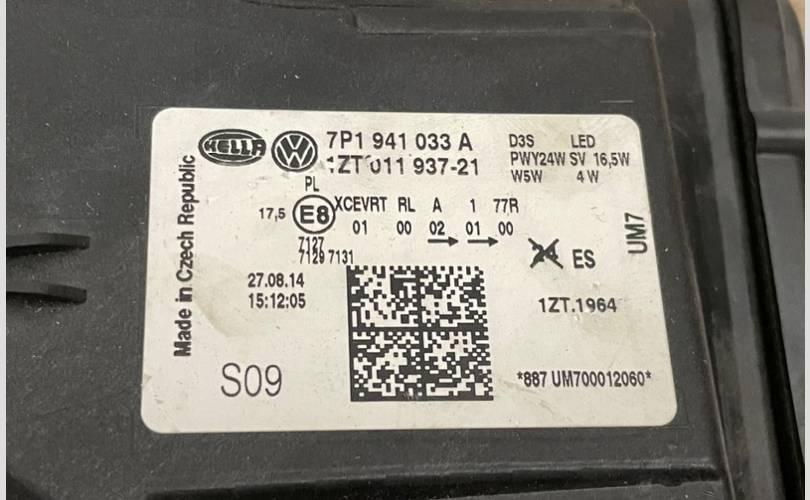 HELLA
7P1 941 033 A
1ZT 011 937-21
D3S LED
PWY24W SV 16,5W
W5W 4W
PL
17,5 E8 XCEVRT RL A 1 77R
01 00 02 01 00
7127
7129 7131
27.08.14
15:12:05
Made in Czech Republic
UM7
24 ES
1ZT.1964
S09
*887 UM700012060*